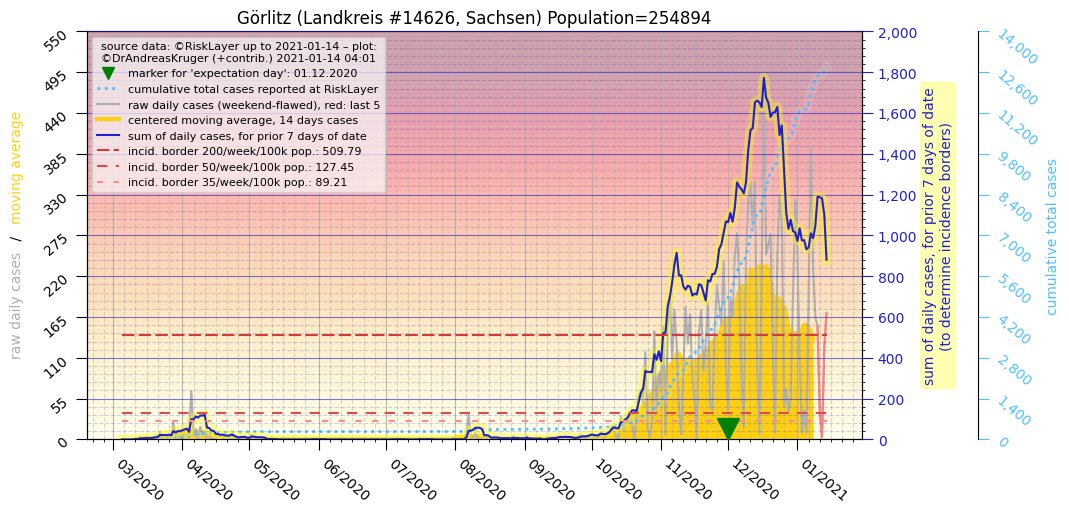 Görlitz (Landkreis #14626, Sachsen) Population=254894
source data: ©RiskLayer up to 2021-01-14 – plot:
©DrAndreasKruger (+contrib.) 2021-01-14 04:01
marker for 'expectation day': 01.12.2020
cumulative total cases reported at RiskLayer
raw daily cases (weekend-flawed), red: last 5
centered moving average, 14 days cases
sum of daily cases, for prior 7 days of date
incid. border 200/week/100k pop.: 509.79
incid. border 50/week/100k pop.: 127.45
incid. border 35/week/100k pop.: 89.21
raw daily cases / moving average
550
495
440
385
330
275
220
165
110
55
0
03/2020
04/2020
05/2020
06/2020
07/2020
08/2020
09/2020
10/2020
11/2020
12/2020
01/2021
2,000
1,800
1,600
1,400
1,200
1,000
800
600
400
200
0
sum of daily cases, for prior 7 days of date
(to determine incidence borders)
14,000
12,600
11,200
9,800
8,400
7,000
5,600
4,200
2,800
1,400
0
cumulative total cases